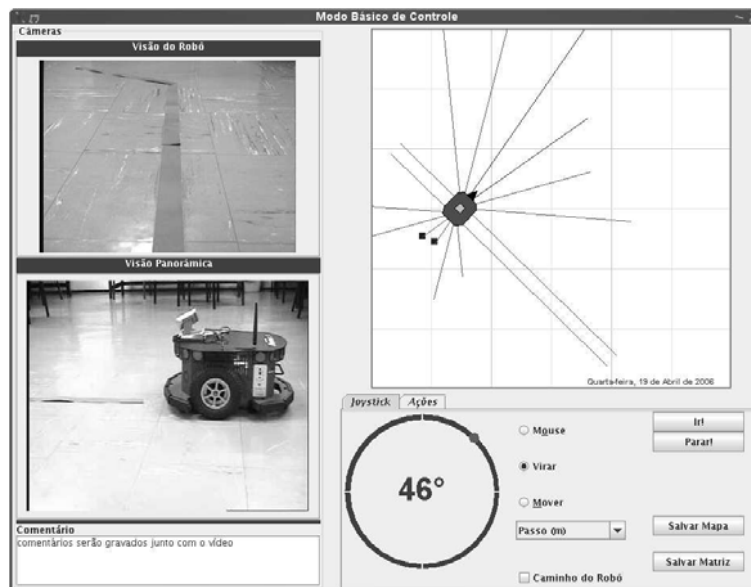 Modo Básico de Controle
Câmeras
Visão do Robô
Visão Panorâmica
Comentário
comentários serão gravados junto com o vídeo
Quarta-feira, 19 de Abril de 2006
Joystick
Ações
46°
Mouse
Virar
Mover
Passo (m)
Caminho do Robô
Ir!
Parar!
Salvar Mapa
Salvar Matriz